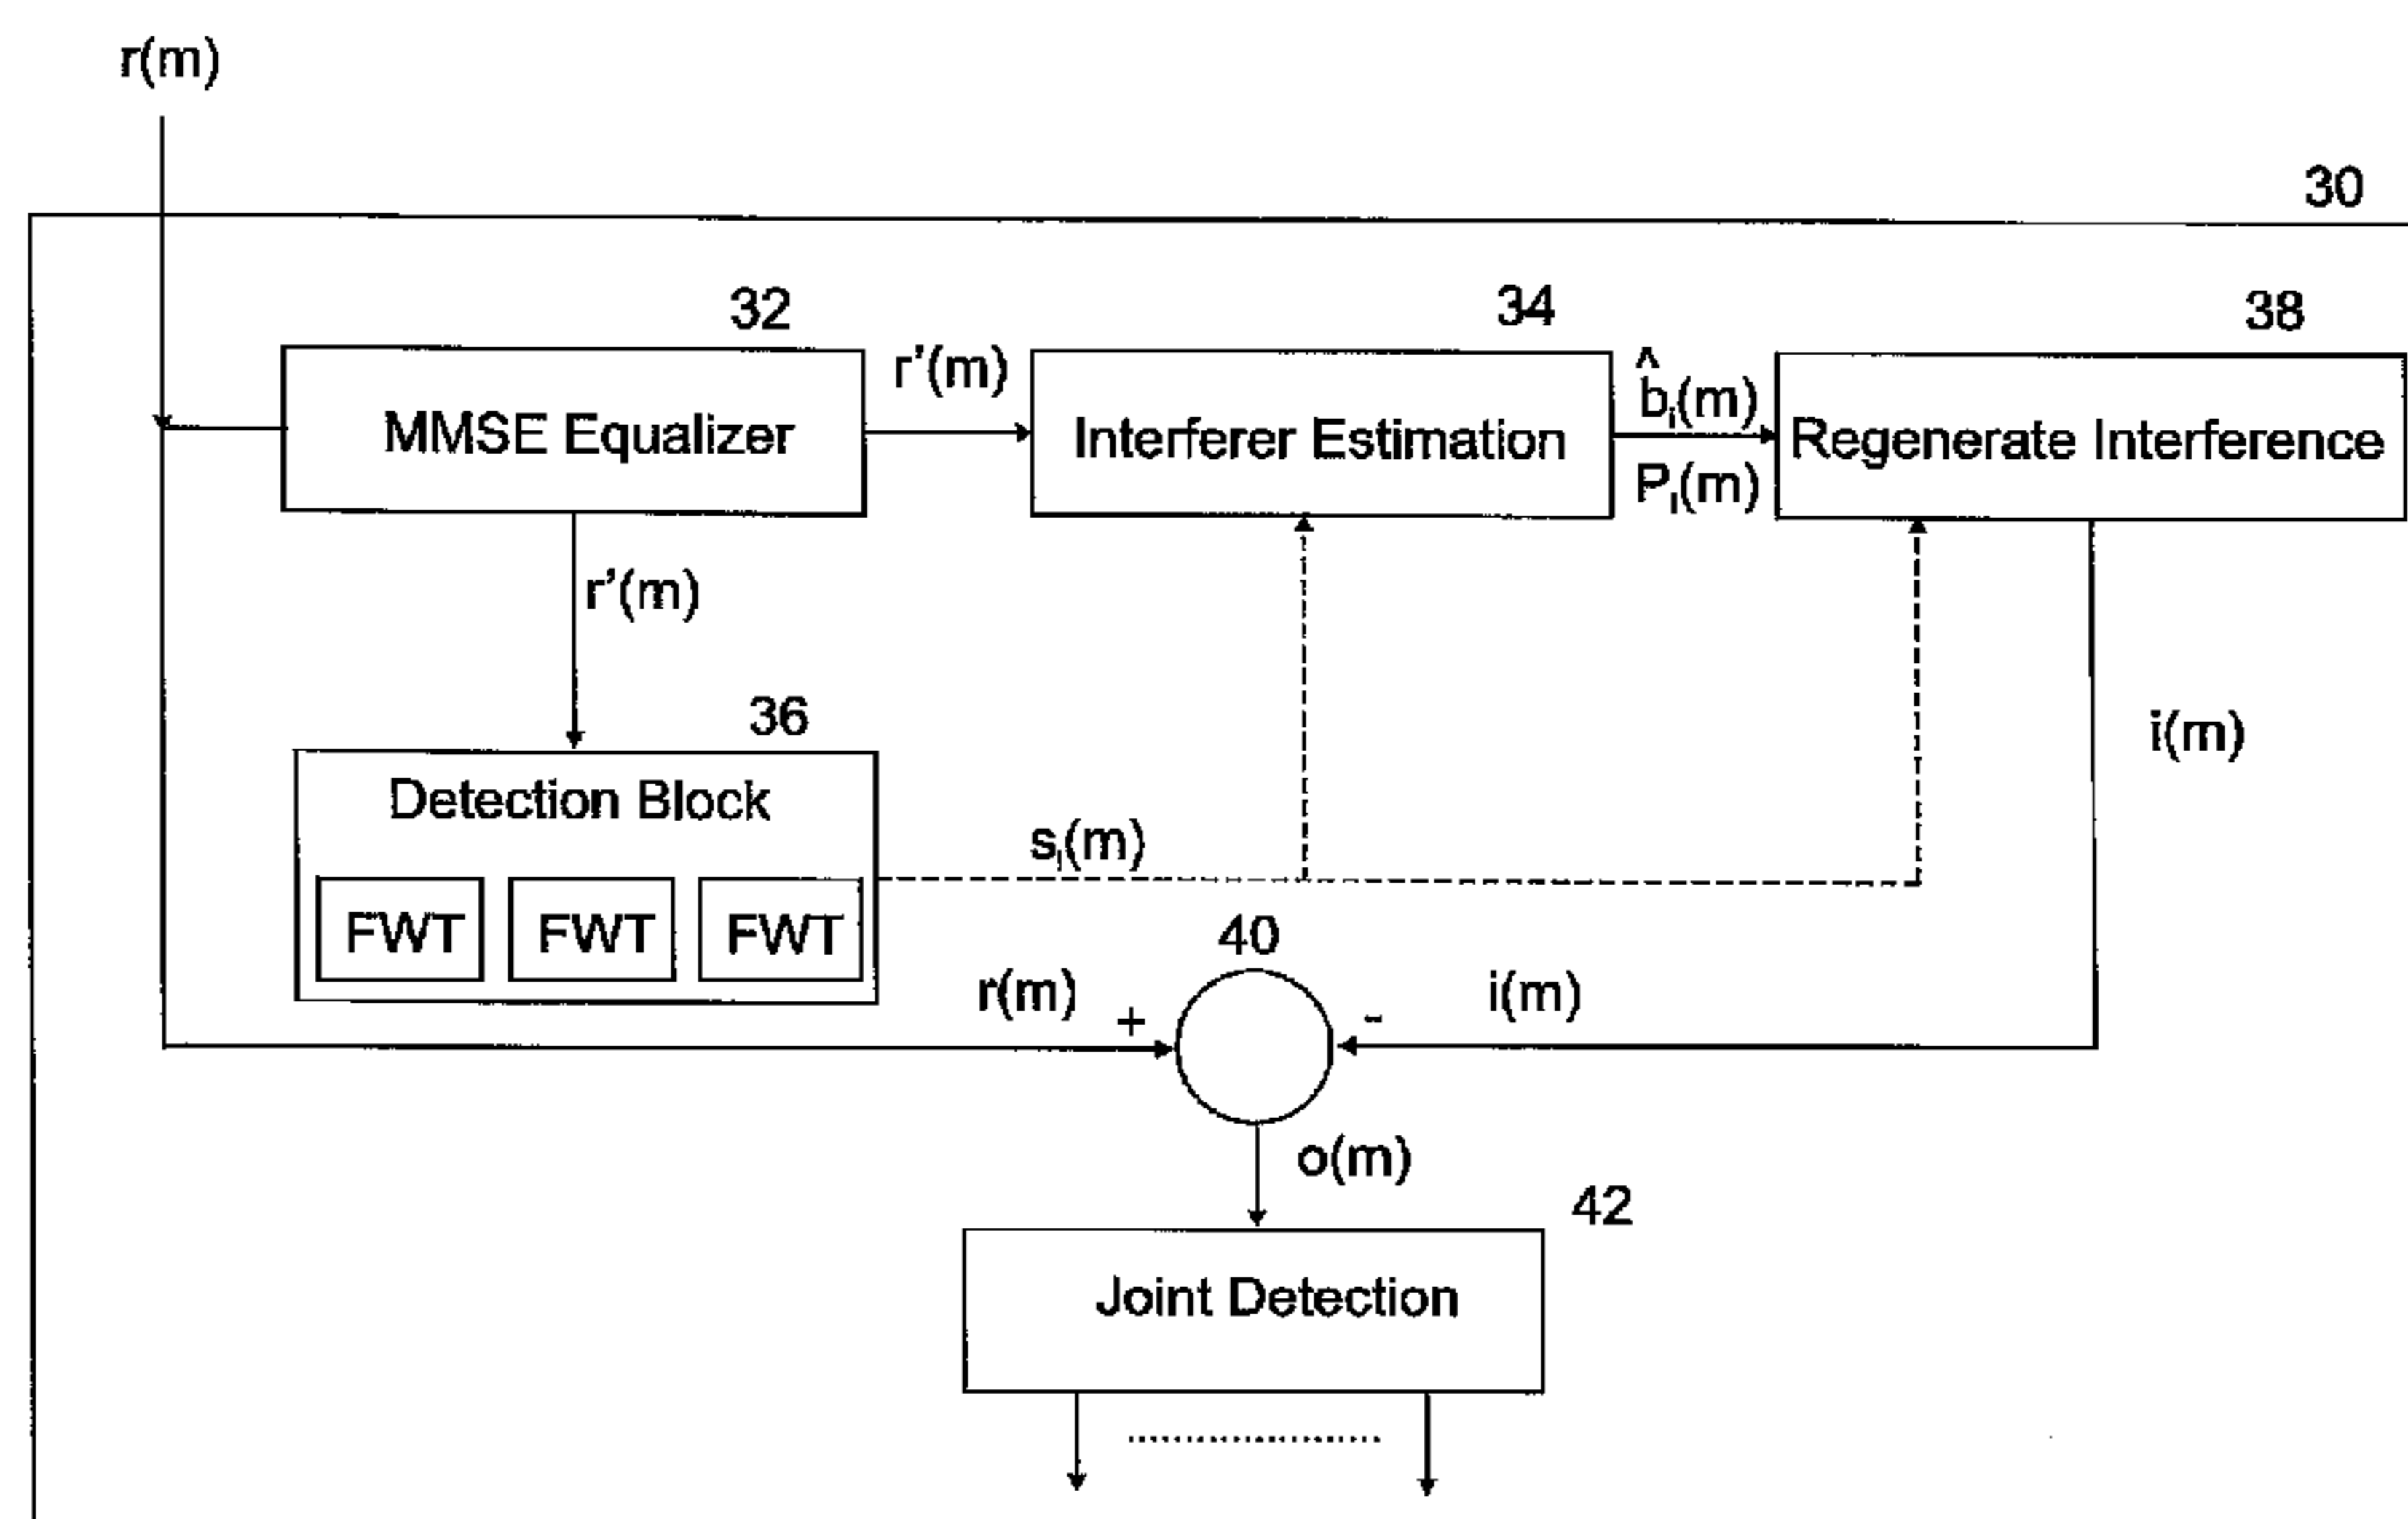 r(m)
30
32
34
38
MMSE Equalizer
r’(m)
Interferer Estimation
b̂ᵢ(m)
Pᵢ(m)
Regenerate Interference
r’(m)
i(m)
36
Detection Block
FWT FWT FWT
sᵢ(m)
40
r(m)
+
-
i(m)
o(m)
42
Joint Detection